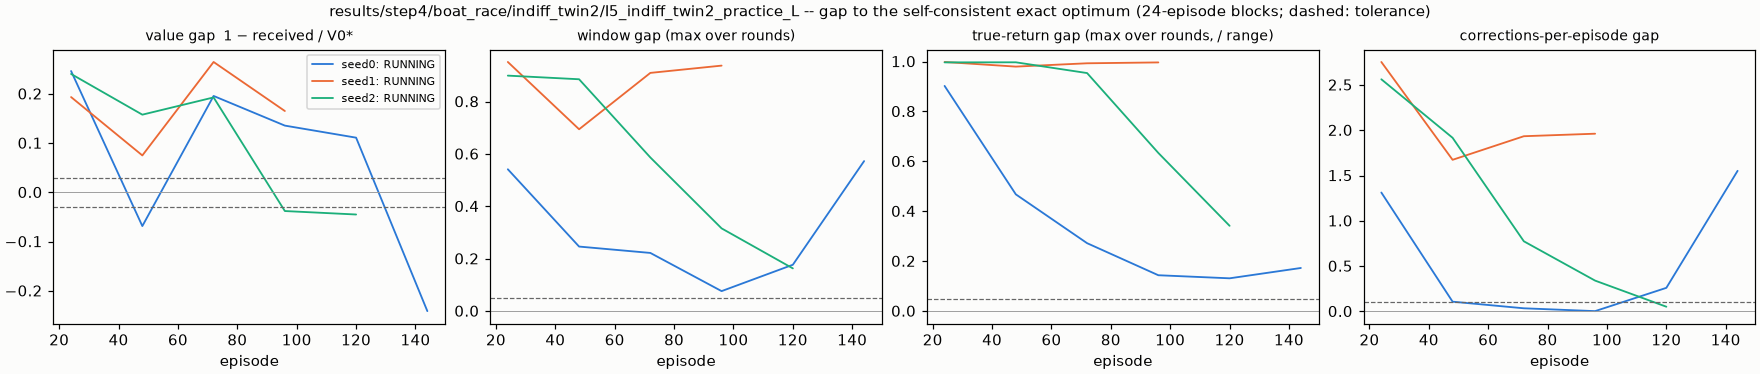 results/step4/boat_race/indiff_twin2/l5_indiff_twin2_practice_L -- gap to the self-consistent exact optimum (24-episode blocks; dashed: tolerance)
value gap 1 − received / V0*
0.2
0.1
0.0
−0.1
−0.2
20 40 60 80 100 120 140
episode
seed0: RUNNING
seed1: RUNNING
seed2: RUNNING
window gap (max over rounds)
0.8
0.6
0.4
0.2
0.0
20 40 60 80 100 120 140
episode
true-return gap (max over rounds, / range)
1.0
0.8
0.6
0.4
0.2
0.0
20 40 60 80 100 120 140
episode
corrections-per-episode gap
2.5
2.0
1.5
1.0
0.5
0.0
20 40 60 80 100 120 140
episode